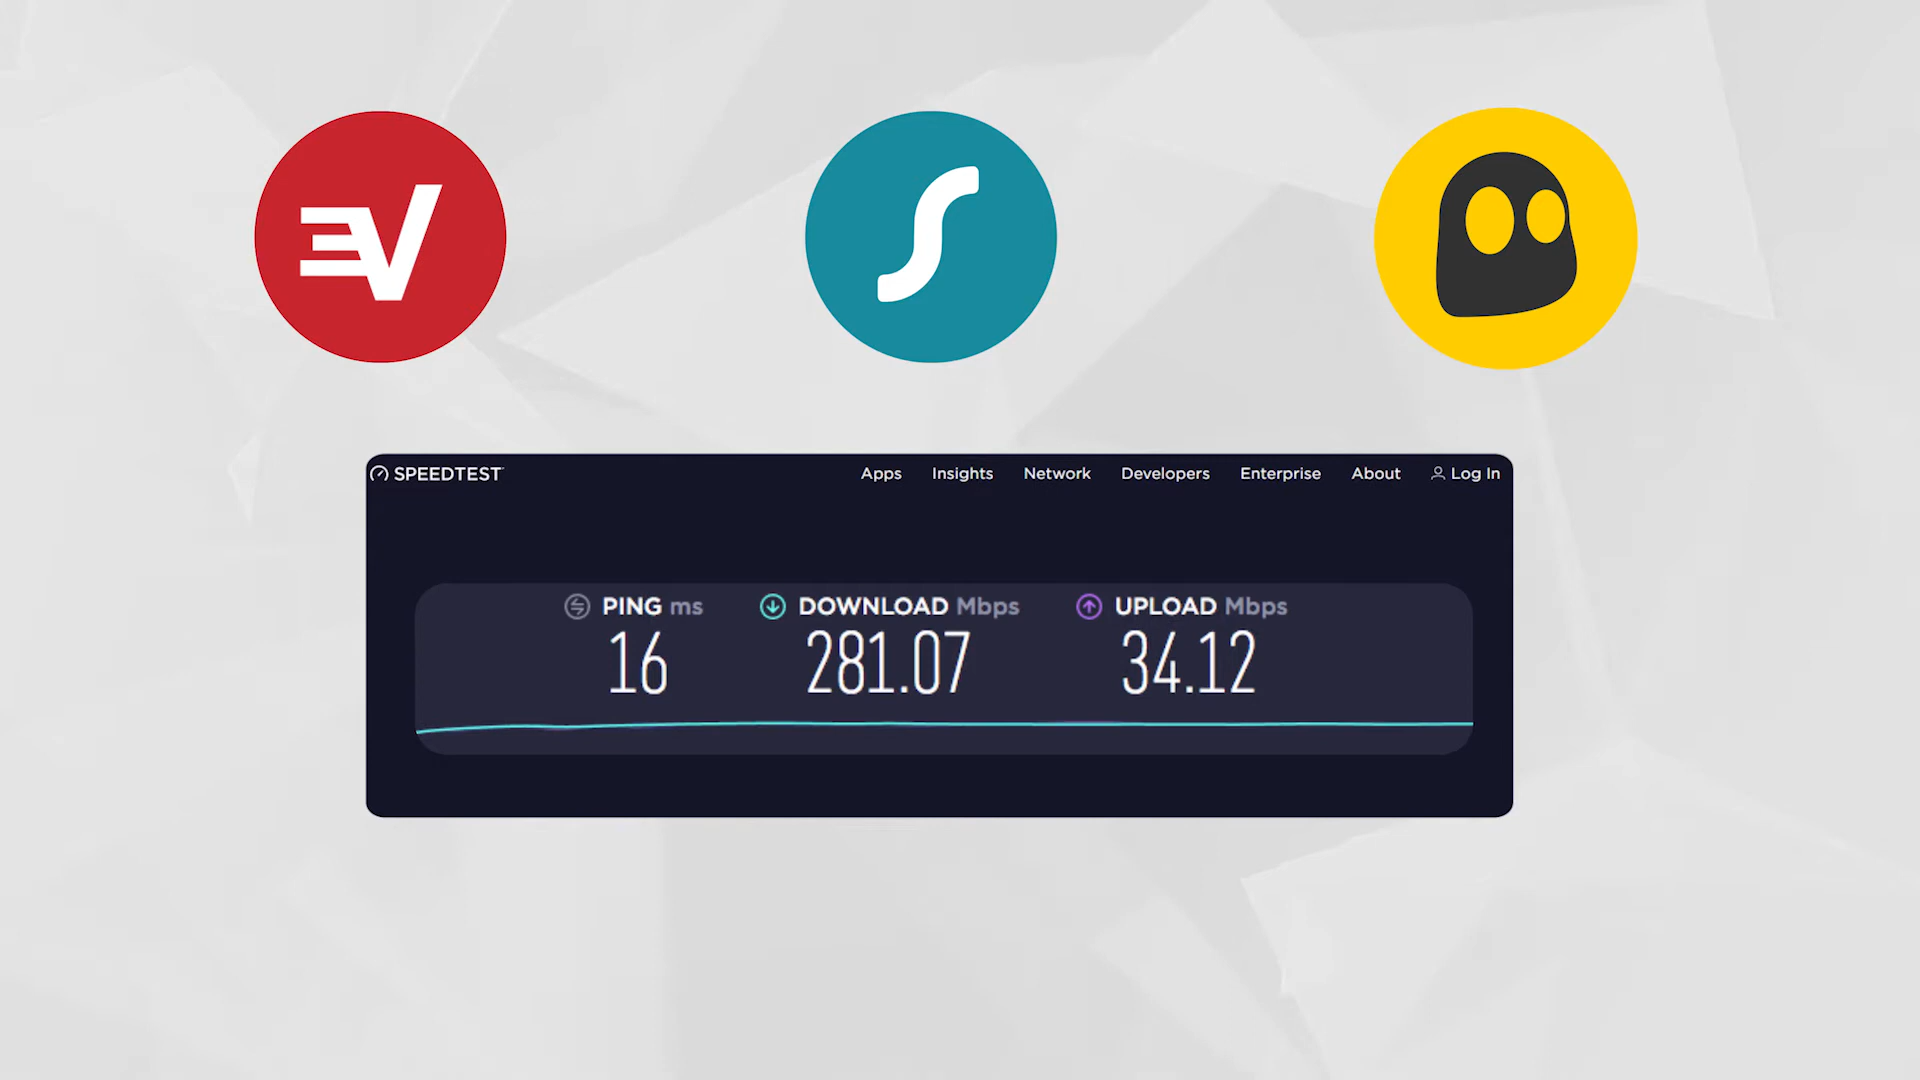 EV
SPEEDTEST
Apps Insights Network Developers Enterprise About Log In
PING ms DOWNLOAD Mbps UPLOAD Mbps
16 281.07 34.12